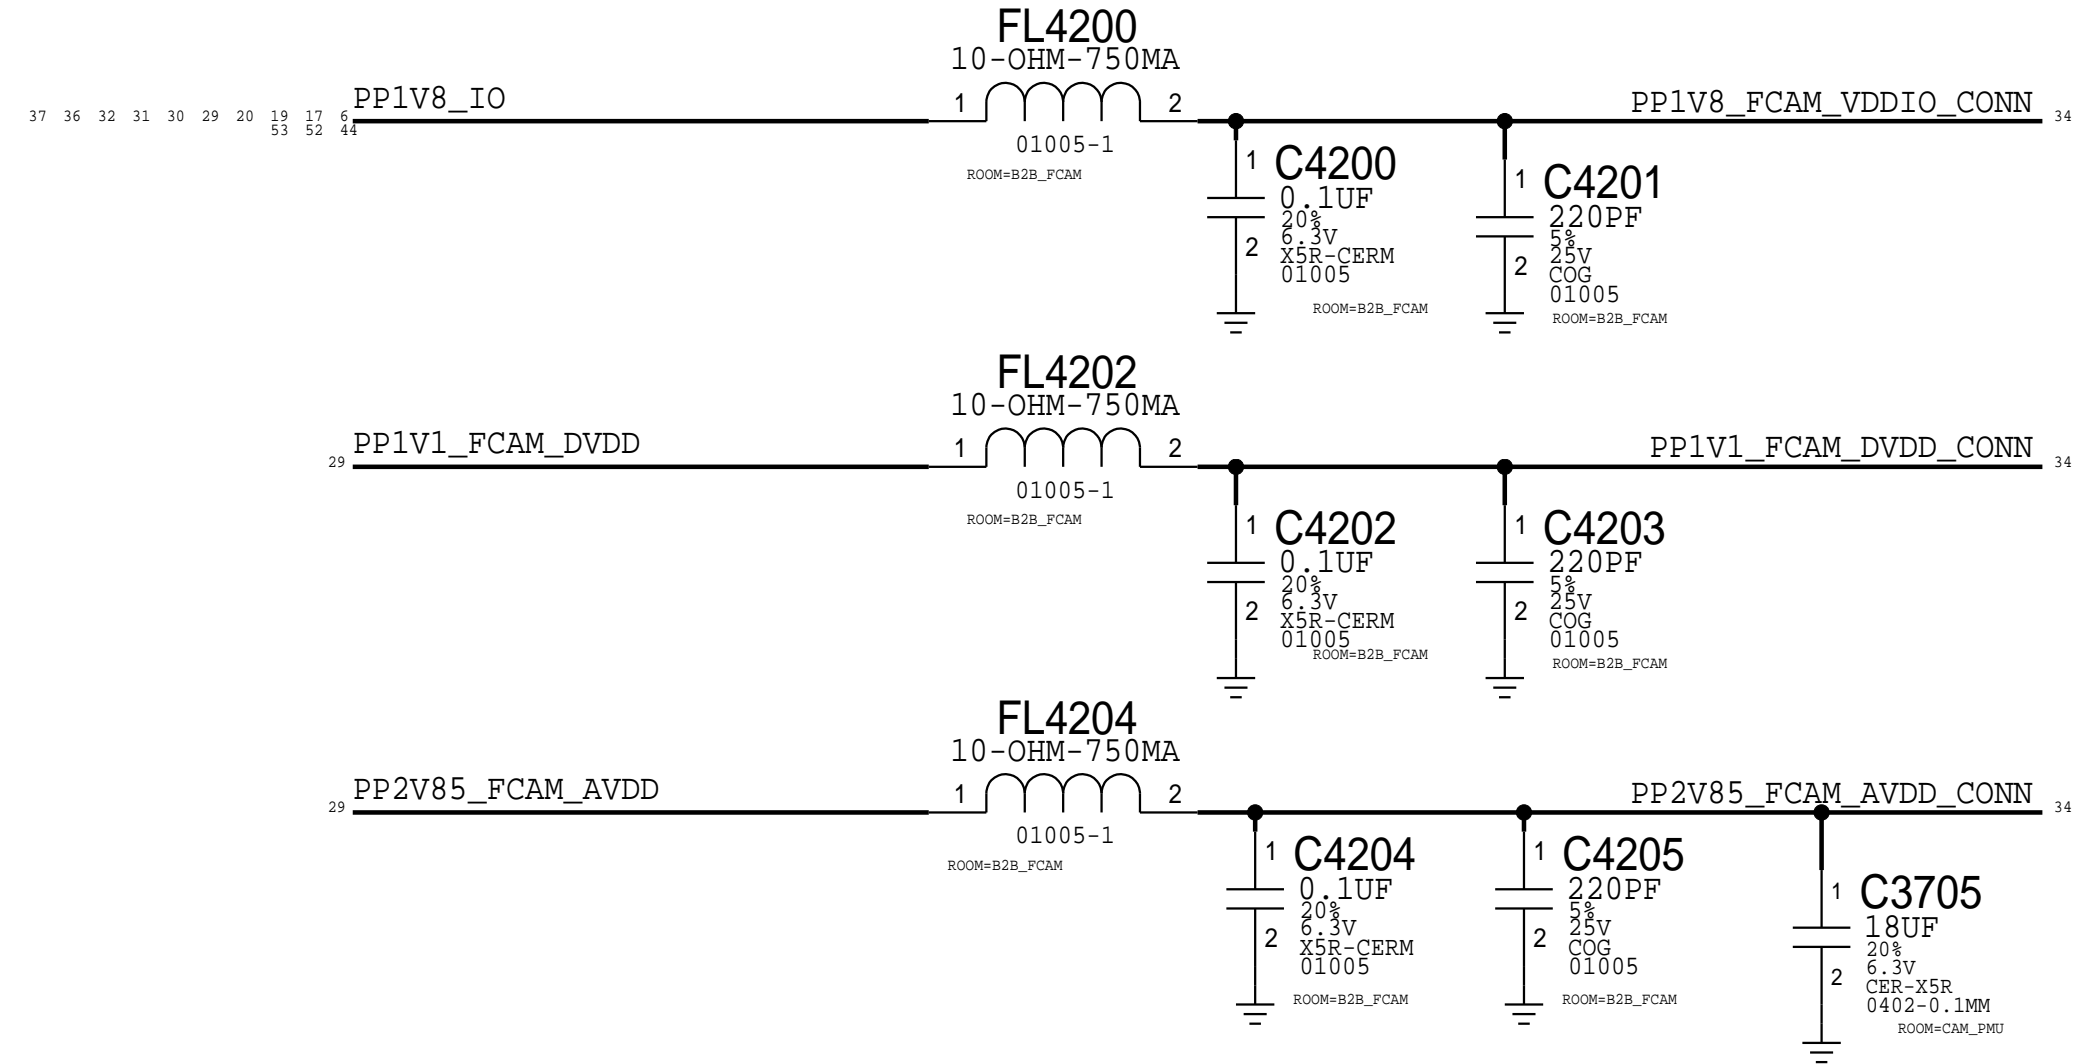 FL4200
10-OHM-750MA
PP1V8_IO
1
2
PP1V8_FCAM_VDDIO_CONN
37 36 32 31 30 29 20 19 17 6
53 52 44
34
01005-1
ROOM=B2B_FCAM
1
C4200
0.1UF
20%
6.3V
2
X5R-CERM
01005
ROOM=B2B_FCAM
1
C4201
220PF
5%
25V
2
COG
01005
ROOM=B2B_FCAM
FL4202
10-OHM-750MA
PP1V1_FCAM_DVDD
1
2
PP1V1_FCAM_DVDD_CONN
29
34
01005-1
ROOM=B2B_FCAM
1
C4202
0.1UF
20%
6.3V
2
X5R-CERM
01005
ROOM=B2B_FCAM
1
C4203
220PF
5%
25V
2
COG
01005
ROOM=B2B_FCAM
FL4204
10-OHM-750MA
PP2V85_FCAM_AVDD
1
2
PP2V85_FCAM_AVDD_CONN
29
34
01005-1
ROOM=B2B_FCAM
1
C4204
0.1UF
20%
6.3V
2
X5R-CERM
01005
ROOM=B2B_FCAM
1
C4205
220PF
5%
25V
2
COG
01005
ROOM=B2B_FCAM
1
C3705
18UF
20%
6.3V
2
CER-X5R
0402-0.1MM
ROOM=CAM_PMU